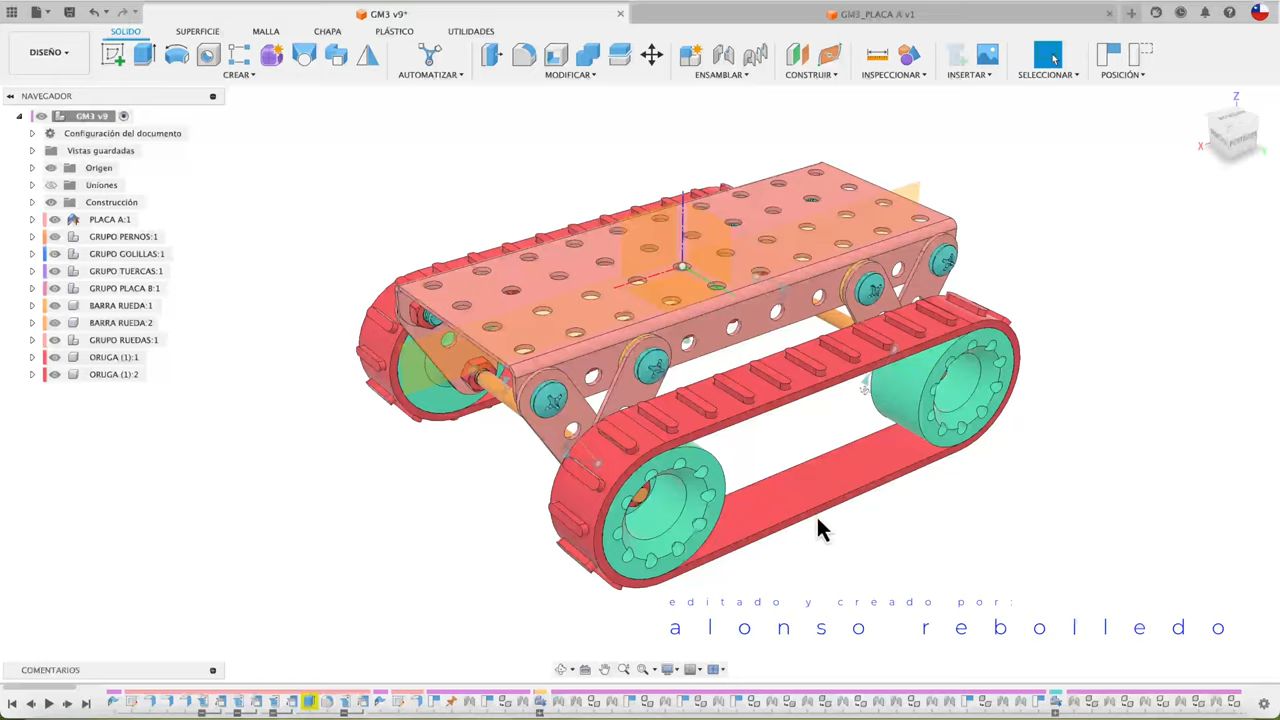 GM3 v9*
GM3_PLACA A v1
DISEÑO
SÓLIDO
SUPERFICIE
MALLA
CHAPA
PLÁSTICO
UTILIDADES
CREAR
AUTOMATIZAR
MODIFICAR
ENSAMBLAR
CONSTRUIR
INSPECCIONAR
INSERTAR
SELECCIONAR
POSICIÓN
NAVEGADOR
GM3 v9
Configuración del documento
Vistas guardadas
Origen
Uniones
Construcción
PLACA A:1
GRUPO PERNOS:1
GRUPO GOLILLAS:1
GRUPO TUERCAS:1
GRUPO PLACA B:1
BARRA RUEDA:1
BARRA RUEDA:2
GRUPO RUEDAS:1
ORUGA (1):1
ORUGA (1):2
Z
X
editado y creado por:
alonso rebolledo
COMENTARIOS